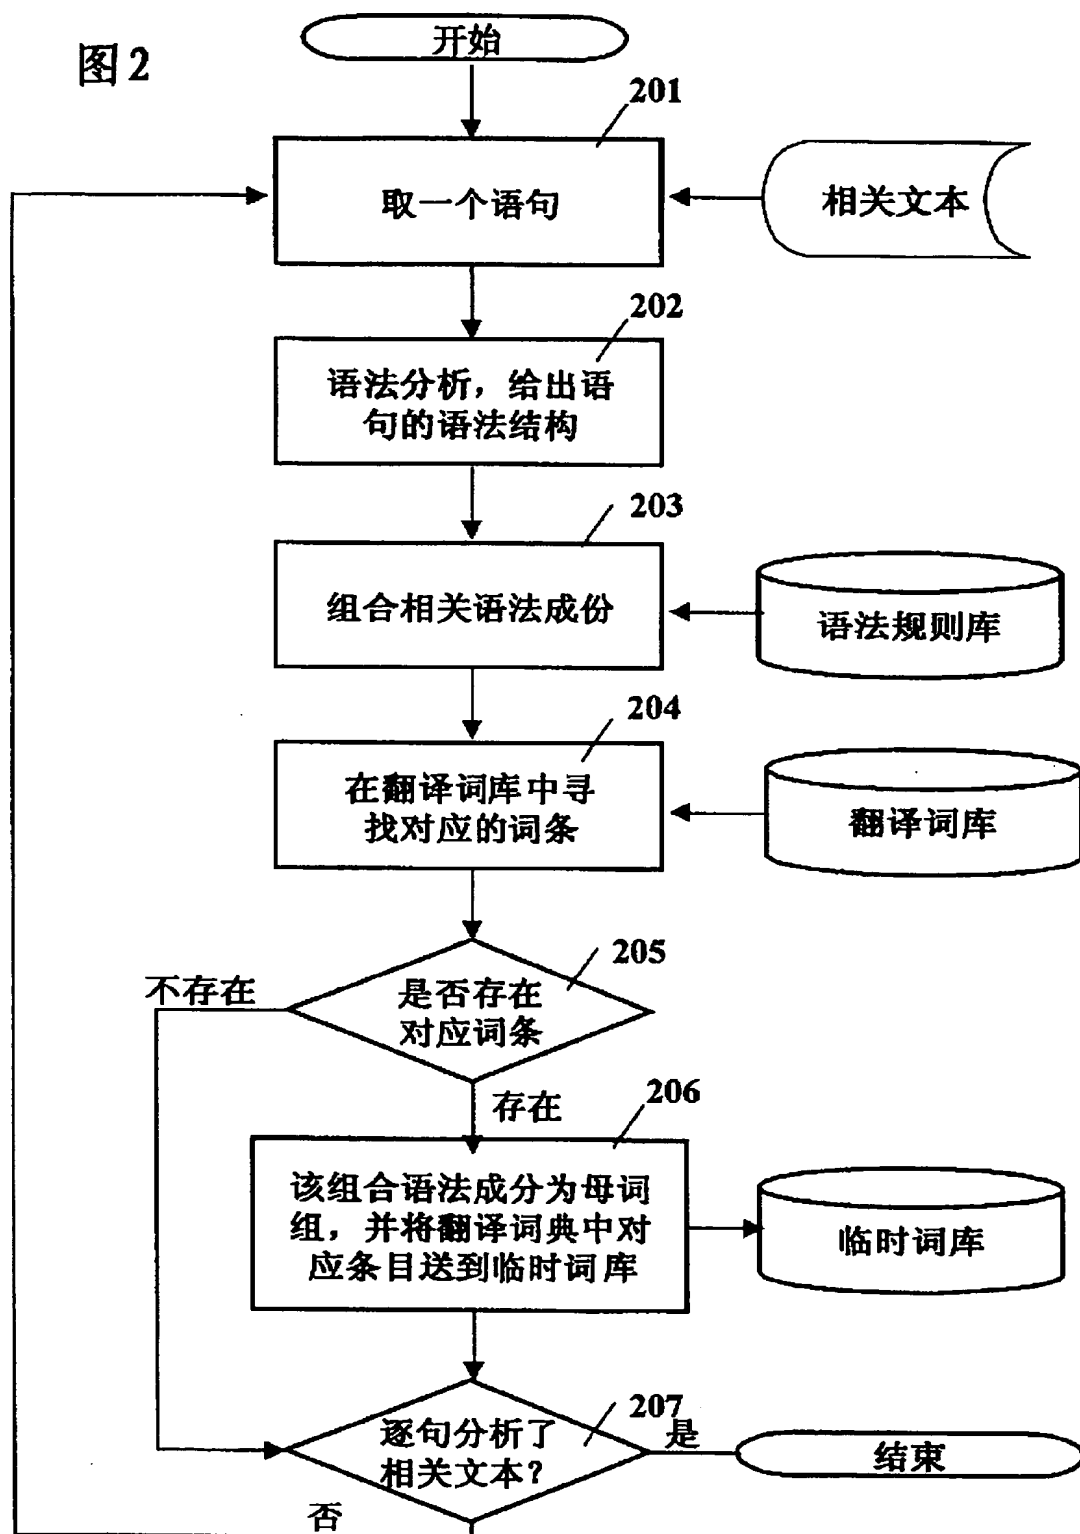 图2
开始
201
取一个语句
相关文本
202
语法分析，给出语
句的语法结构
203
组合相关语法成份
语法规则库
204
在翻译词库中寻
找对应的词条
翻译词库
205
不存在
是否存在
对应词条
存在
206
该组合语法成分为母词
组，并将翻译词典中对
应条目送到临时词库
临时词库
207
逐句分析了
相关文本?
是
结束
否